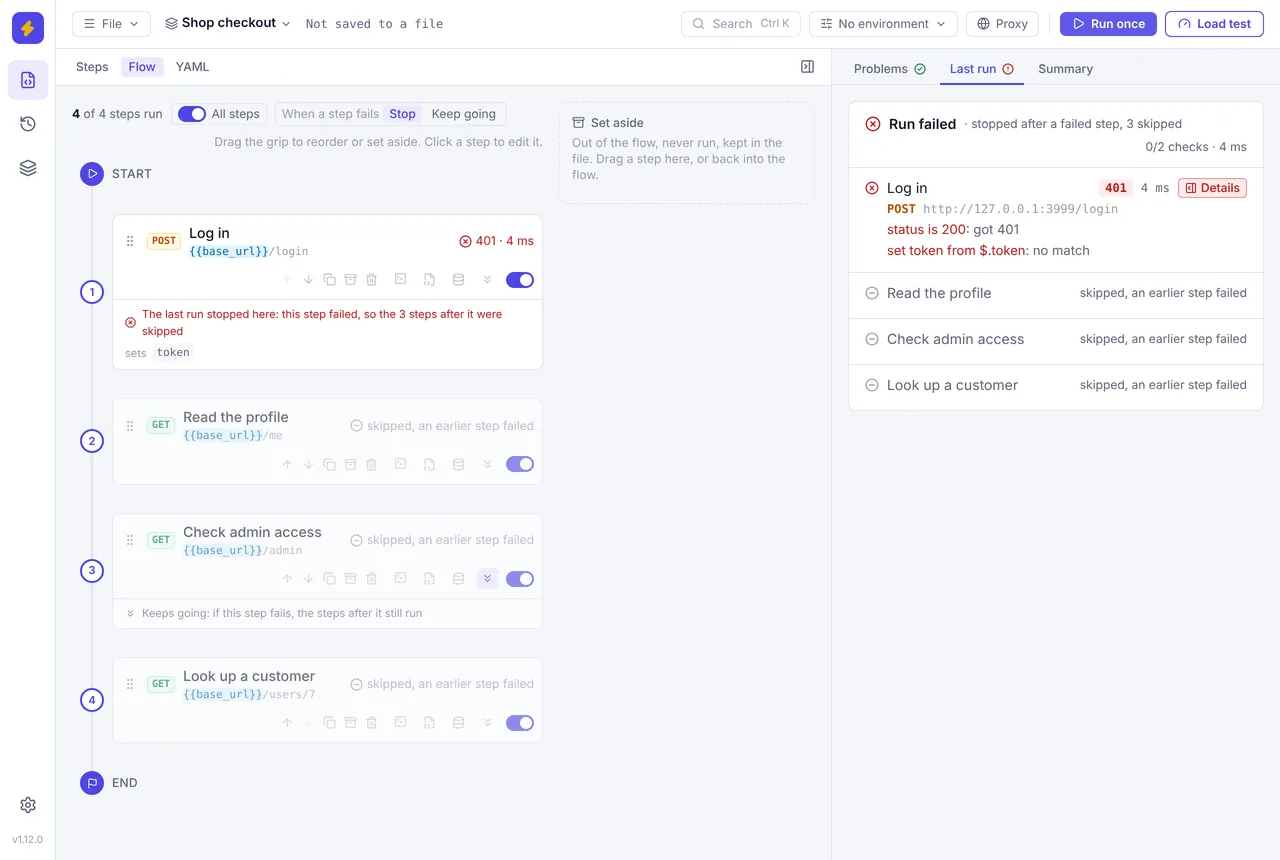 File
Shop checkout
Not saved to a file
Search Ctrl K
No environment
Proxy
Run once
Load test
Steps
Flow
YAML
4 of 4 steps run
All steps
When a step fails Stop Keep going
Drag the grip to reorder or set aside. Click a step to edit it.
START
1
POST
Log in
{{base_url}}/login
401 · 4 ms
The last run stopped here: this step failed, so the 3 steps after it were
skipped
sets token
2
GET
Read the profile
{{base_url}}/me
skipped, an earlier step failed
3
GET
Check admin access
{{base_url}}/admin
skipped, an earlier step failed
Keeps going: if this step fails, the steps after it still run
4
GET
Look up a customer
{{base_url}}/users/7
skipped, an earlier step failed
END
Set aside
Out of the flow, never run, kept in the
file. Drag a step here, or back into the
flow.
Problems
Last run
Summary
Run failed · stopped after a failed step, 3 skipped
0/2 checks · 4 ms
Log in
401 4 ms Details
POST http://127.0.0.1:3999/login
status is 200: got 401
set token from $.token: no match
Read the profile skipped, an earlier step failed
Check admin access skipped, an earlier step failed
Look up a customer skipped, an earlier step failed
v1.12.0